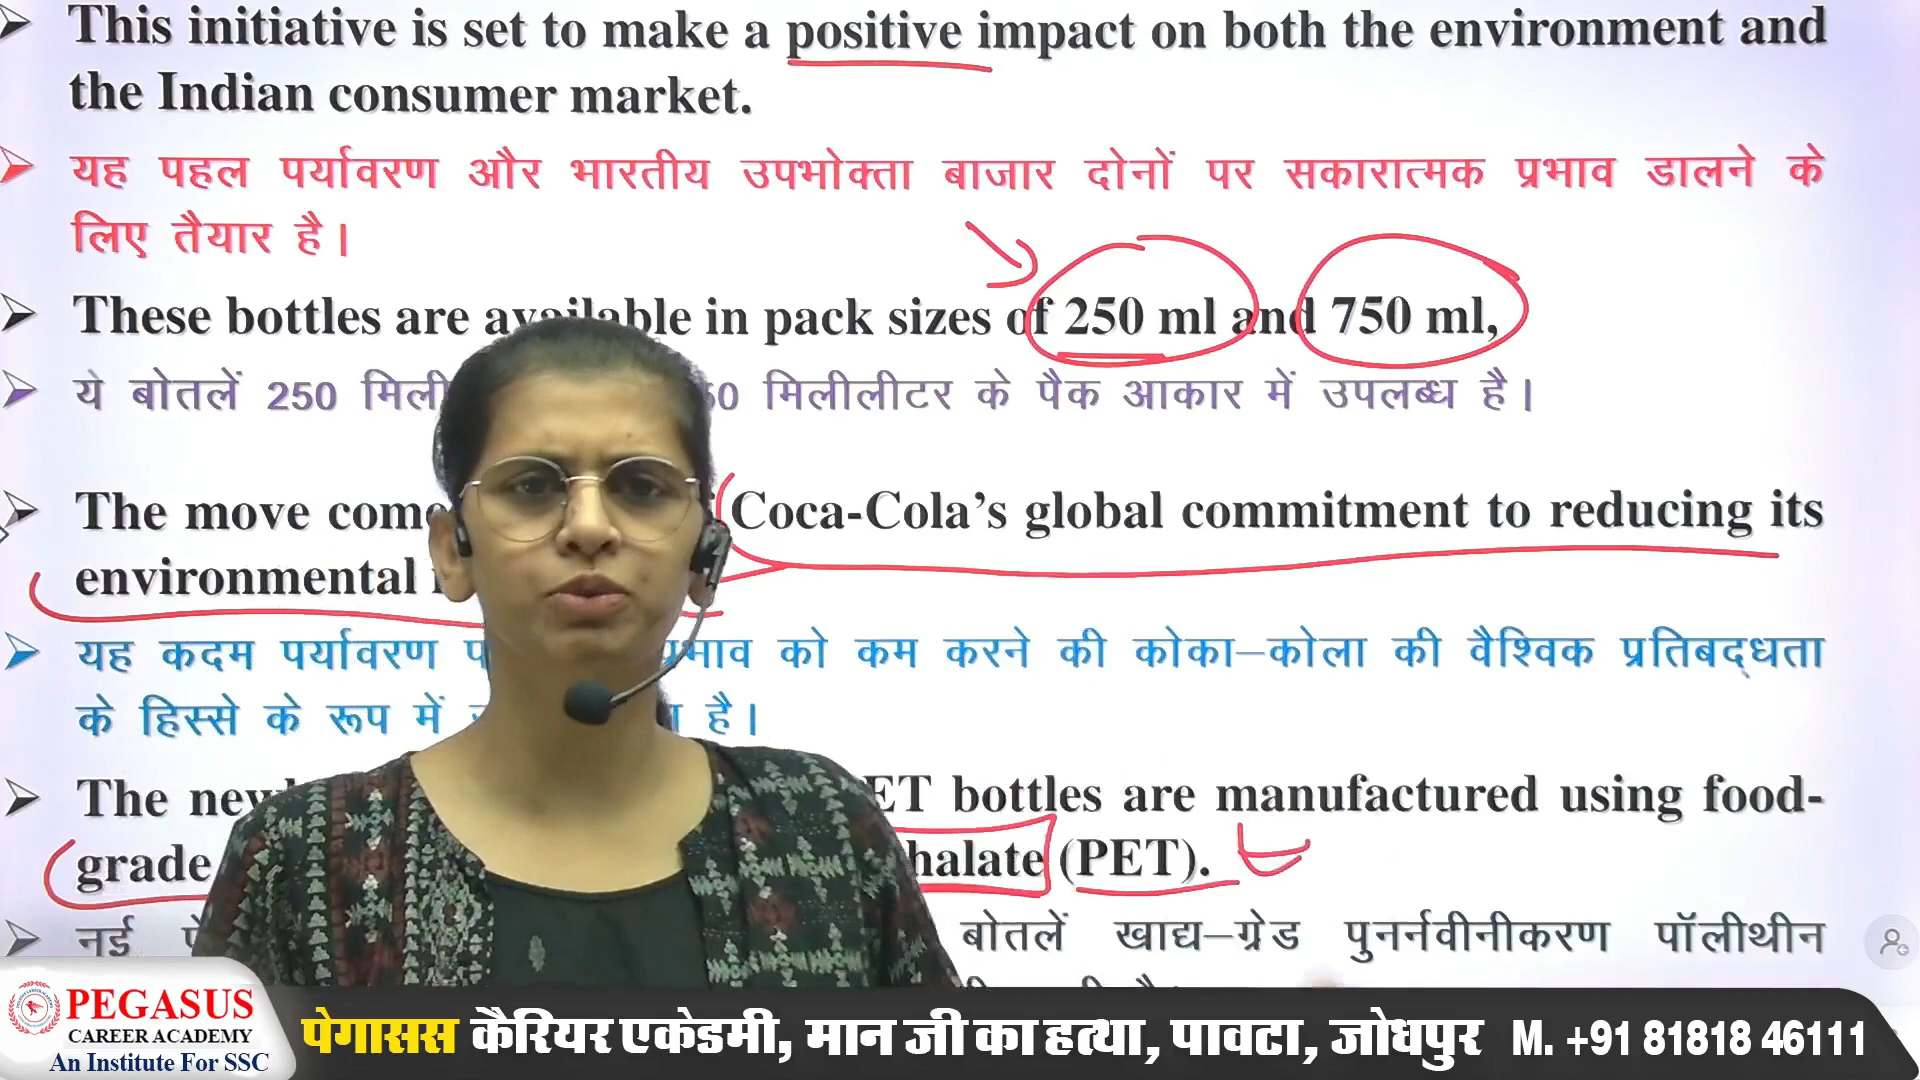 This initiative is set to make a positive impact on both the environment and
the Indian consumer market.
यह पहल पर्यावरण और भारतीय उपभोक्ता बाजार दोनों पर सकारात्मक प्रभाव डालने के
लिए तैयार है।
These bottles are available in pack sizes of 250 ml and 750 ml,
ये बोतलें 250 मिलीलीटर के पैक आकार में उपलब्ध है।
The move Coca-Cola's global commitment to reducing its
environmental
यह कदम पर्यावरण को कम करने की कोका–कोला की वैश्विक प्रतिबद्धता
के हिस्से के रूप में है।
The bottles are manufactured using food-
grade (PET).
नई बोतलें खाद्य–ग्रेड पुनर्नवीनीकरण पॉलीथीन
PEGASUS
CAREER ACADEMY
An Institute For SSC
पेगासस कैरियर एकेडमी, मान जी का हत्था, पावटा, जोधपुर M. +91 81818 46111